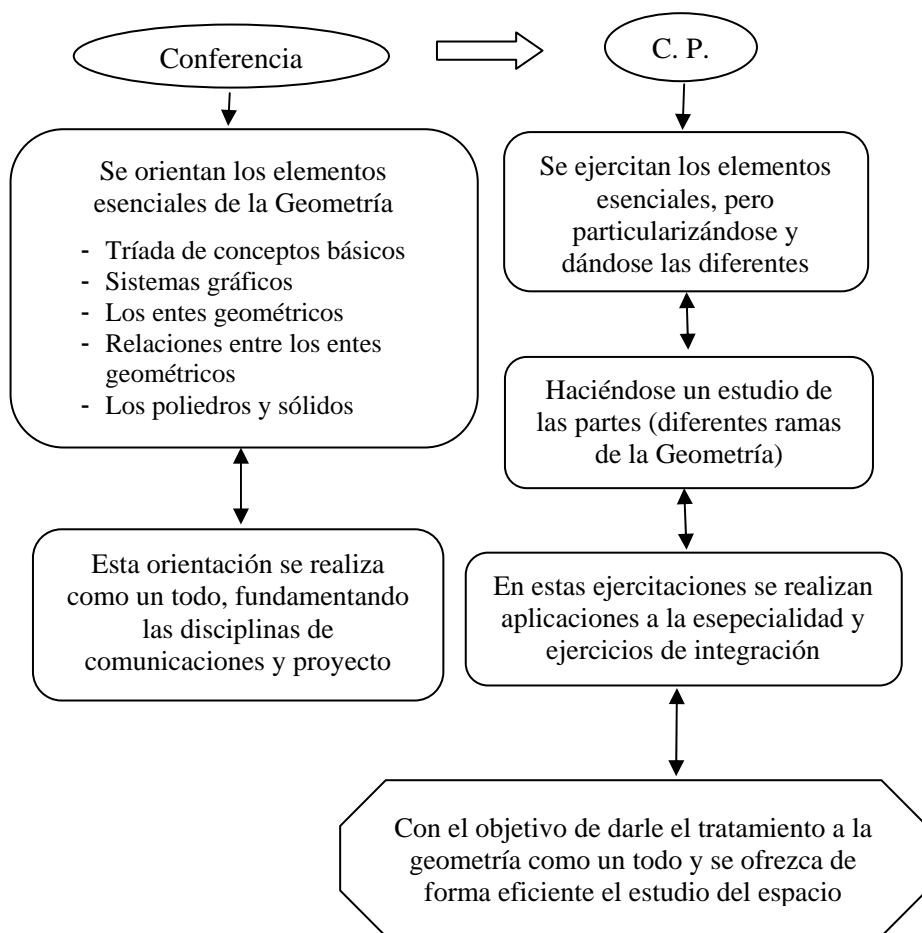 Conferencia
C. P.
Se orientan los elementos
esenciales de la Geometría
- Tríada de conceptos básicos
- Sistemas gráficos
- Los entes geométricos
- Relaciones entre los entes
geométricos
- Los poliedros y sólidos
Esta orientación se realiza
como un todo, fundamentando
las disciplinas de
comunicaciones y proyecto
Se ejercitan los elementos
esenciales, pero
particularizándose y
dándose las diferentes
Haciéndose un estudio de
las partes (diferentes ramas
de la Geometría)
En estas ejercitaciones se realizan
aplicaciones a la esepecialidad y
ejercicios de integración
Con el objetivo de darle el tratamiento a la
geometría como un todo y se ofrezca de
forma eficiente el estudio del espacio